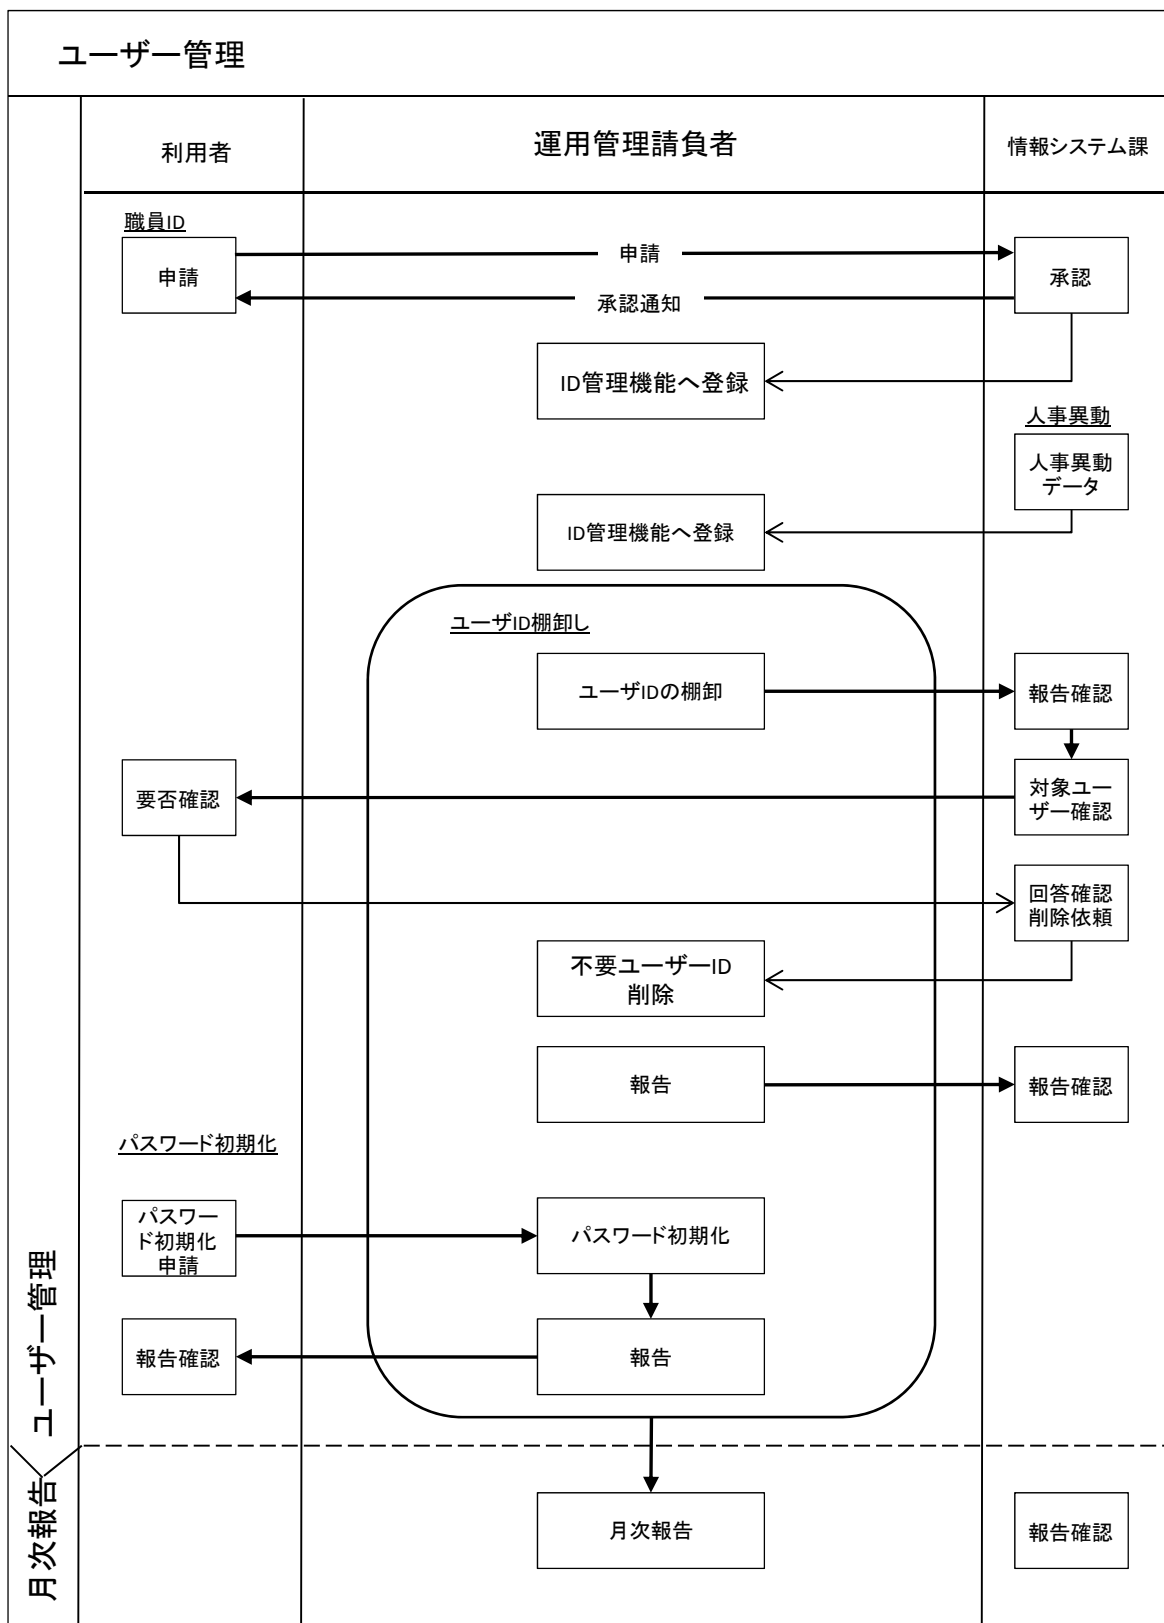 ユーザー管理
利用者
運用管理請負者
情報システム課
職員ID
申請
申請
承認
承認通知
ID管理機能へ登録
人事異動
人事異動
データ
ID管理機能へ登録
ユーザID棚卸し
ユーザIDの棚卸
報告確認
要否確認
対象ユー
ザー確認
回答確認
削除依頼
不要ユーザーID
削除
報告
報告確認
パスワード初期化
パスワー
ド初期化
申請
パスワード初期化
報告確認
報告
ユーザー管理
月次報告
月次報告
報告確認